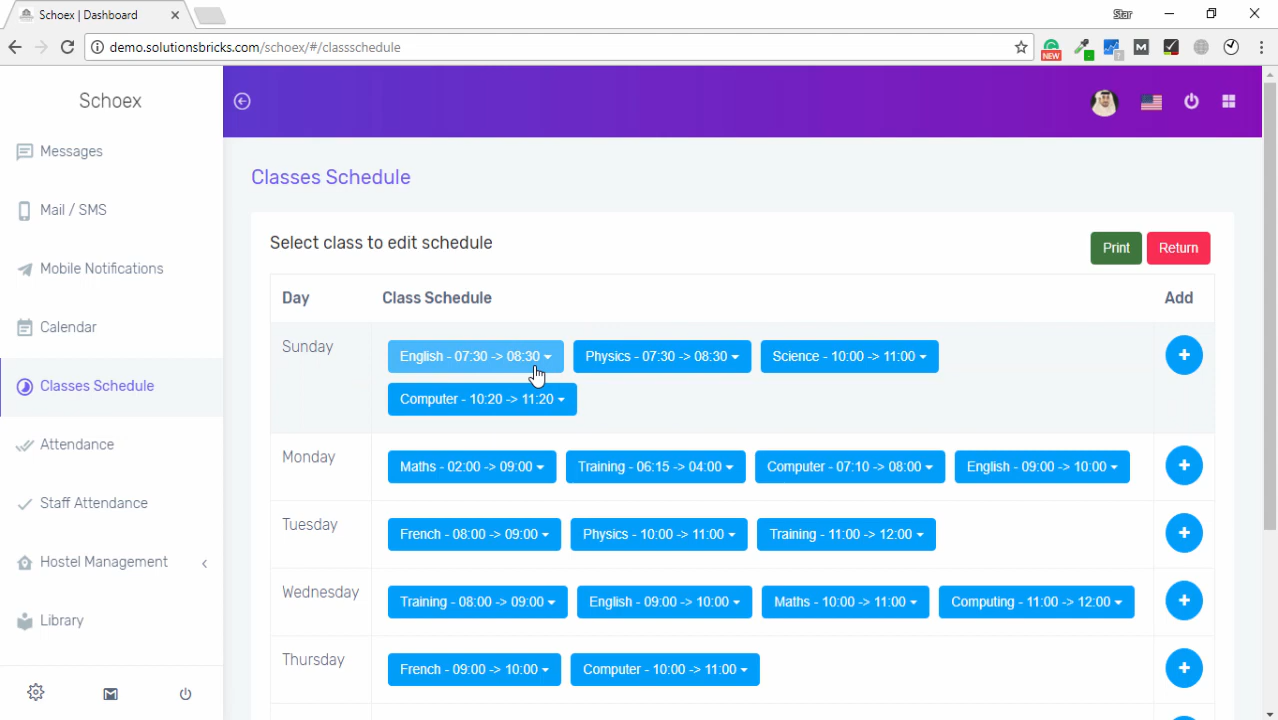 Schoex | Dashboard
Star
demo.solutionsbricks.com/schoex/#/classschedule
NEW
M
Schoex
Messages
Mail / SMS
Mobile Notifications
Calendar
Classes Schedule
Attendance
Staff Attendance
Hostel Management
Library
Classes Schedule
Select class to edit schedule
Print
Return
Day
Class Schedule
Add
Sunday
English - 07:30 -> 08:30
Physics - 07:30 -> 08:30
Science - 10:00 -> 11:00
Computer - 10:20 -> 11:20
Monday
Maths - 02:00 -> 09:00
Training - 06:15 -> 04:00
Computer - 07:10 -> 08:00
English - 09:00 -> 10:00
Tuesday
French - 08:00 -> 09:00
Physics - 10:00 -> 11:00
Training - 11:00 -> 12:00
Wednesday
Training - 08:00 -> 09:00
English - 09:00 -> 10:00
Maths - 10:00 -> 11:00
Computing - 11:00 -> 12:00
Thursday
French - 09:00 -> 10:00
Computer - 10:00 -> 11:00